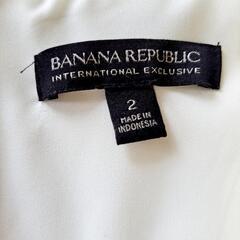 BANANA REPUBLIC
INTERNATIONAL EXCLUSIVE
2
MADE IN
INDONESIA